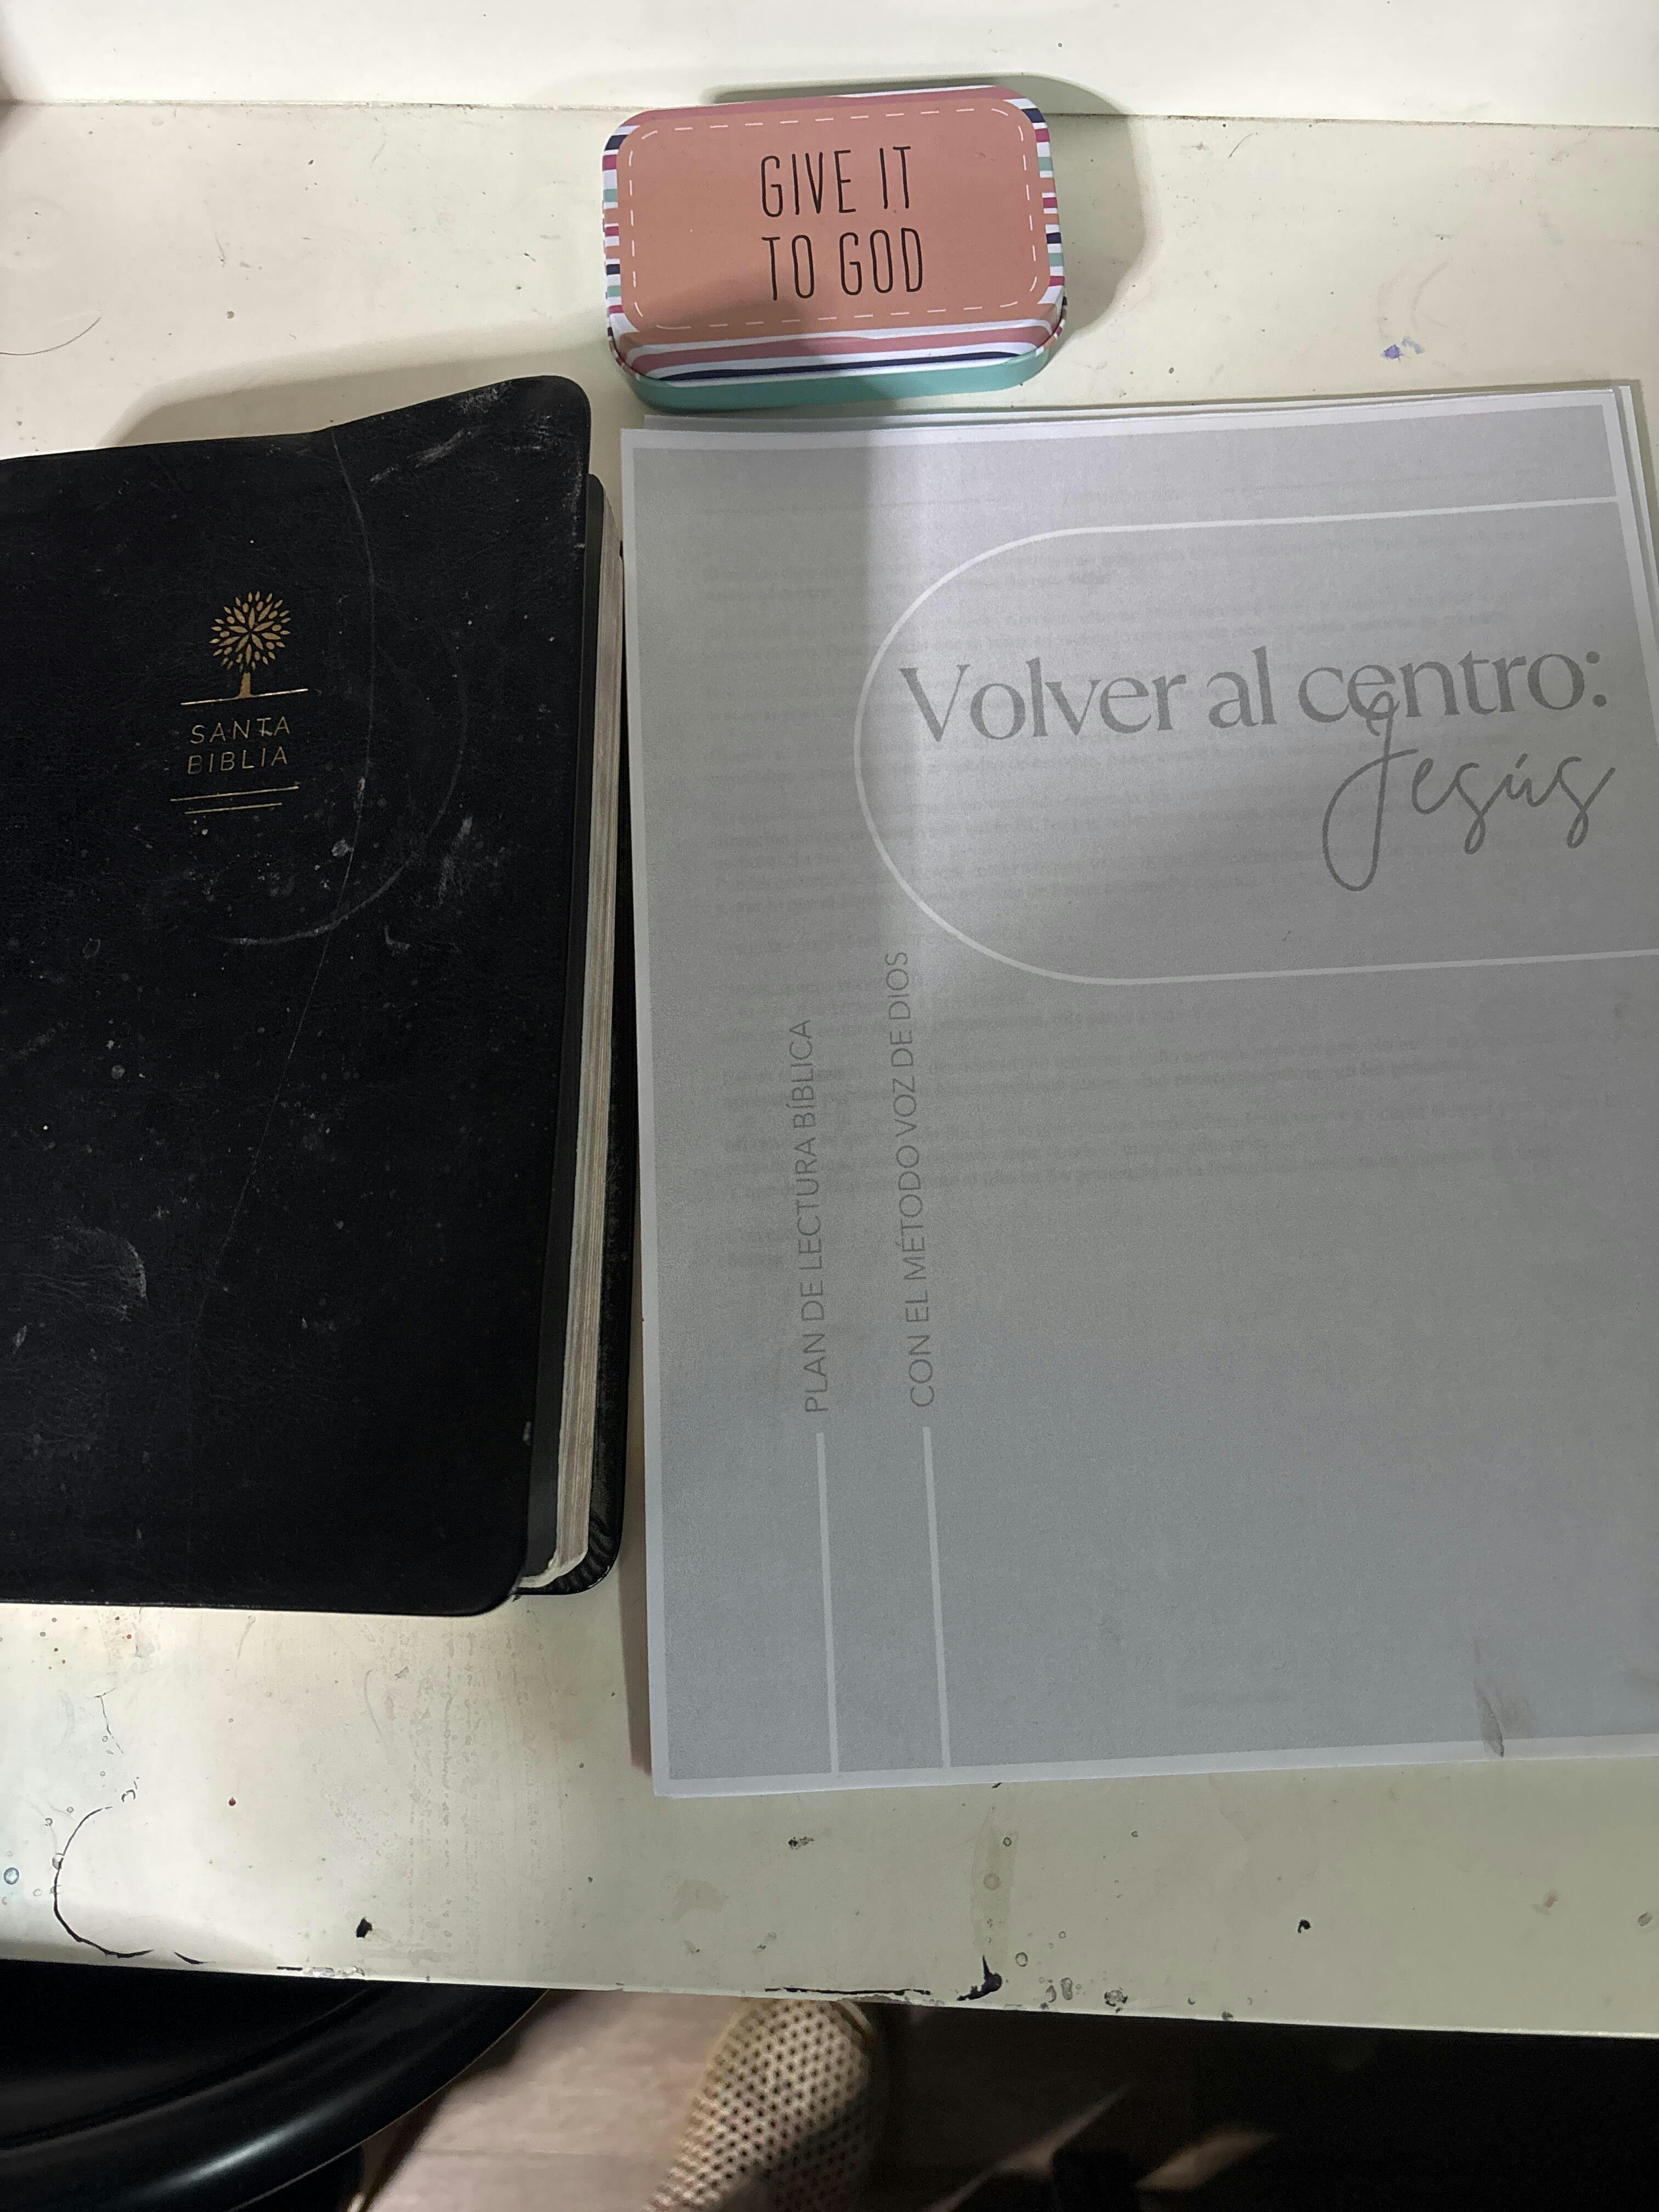 GIVE IT
TO GOD
SANTA
BIBLIA
Volver al centro:
Jesús
PLAN DE LECTURA BÍBLICA
CON EL MÉTODO VOZ DE DIOS